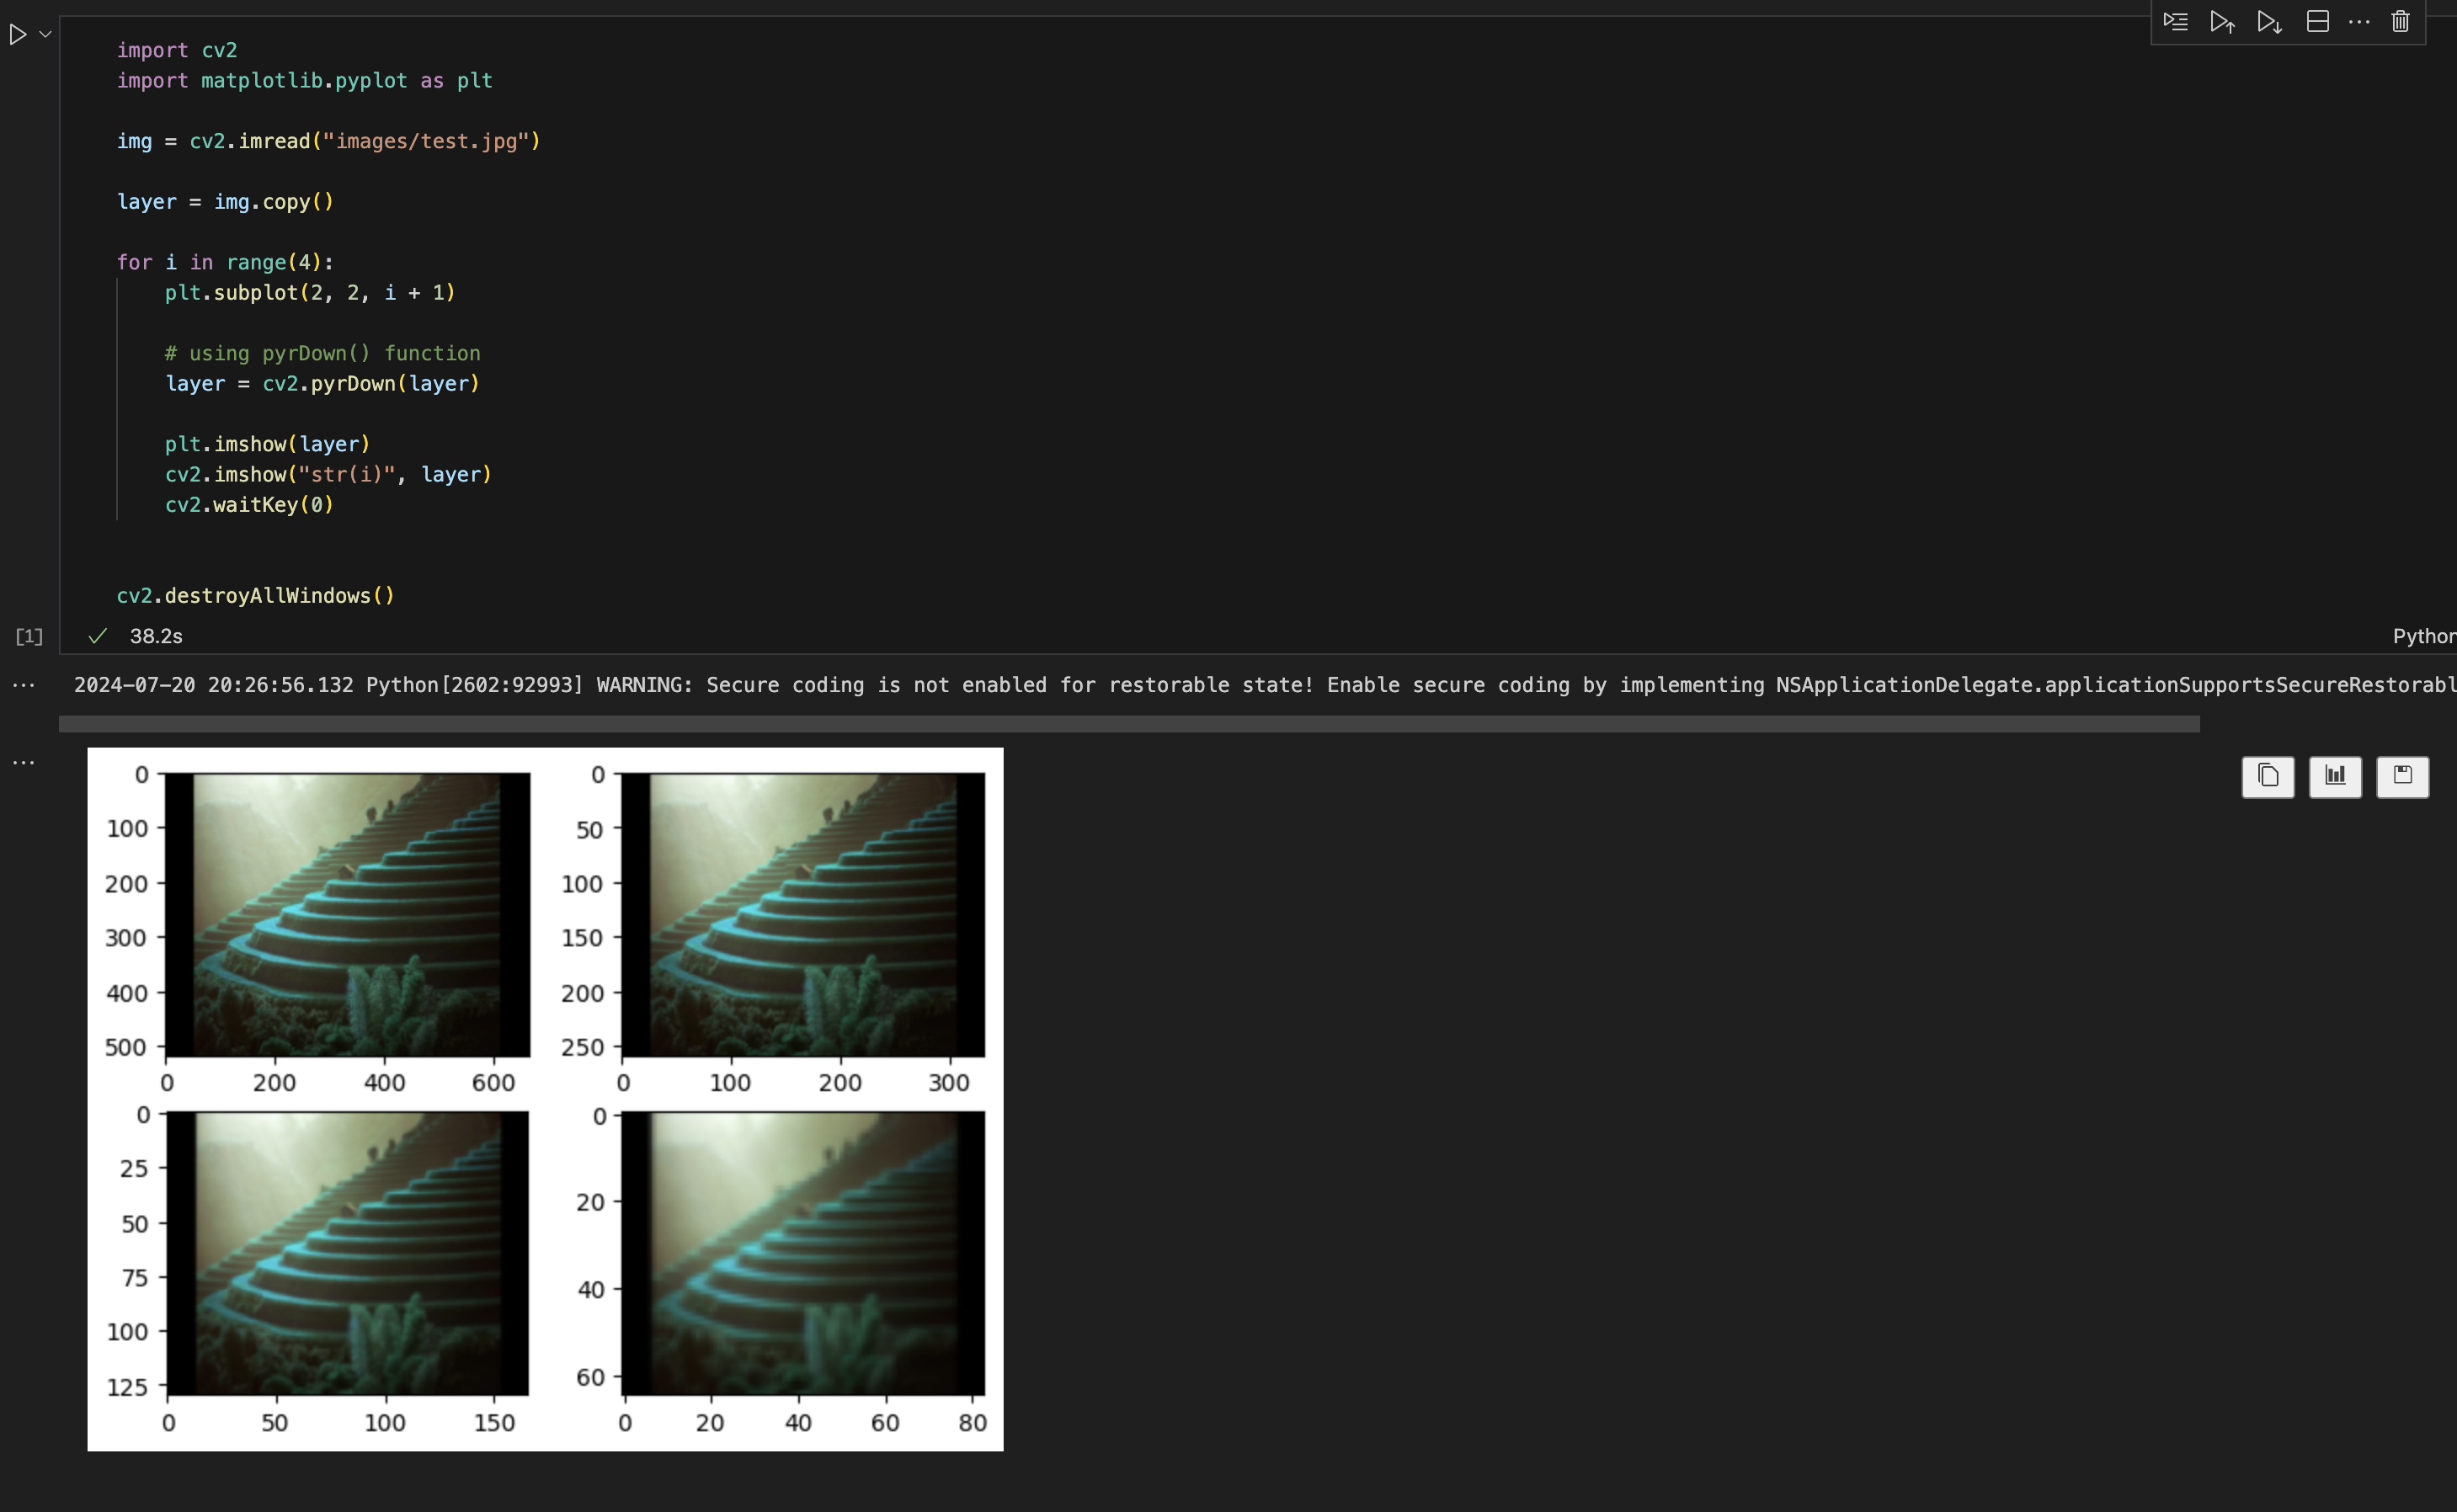 import cv2
import matplotlib.pyplot as plt
img = cv2.imread("images/test.jpg")
layer = img.copy()
for i in range(4):
    plt.subplot(2, 2, i + 1)
    # using pyrDown() function
    layer = cv2.pyrDown(layer)
    plt.imshow(layer)
    cv2.imshow("str(i)", layer)
    cv2.waitKey(0)
cv2.destroyAllWindows()
[1] 38.2s Python
2024-07-20 20:26:56.132 Python[2602:92993] WARNING: Secure coding is not enabled for restorable state! Enable secure coding by implementing NSApplicationDelegate.applicationSupportsSecureRestorabl
0
100
200
300
400
500
0 200 400 600
0
50
100
150
200
250
0 100 200 300
0
25
50
75
100
125
0 50 100 150
0
20
40
60
0 20 40 60 80